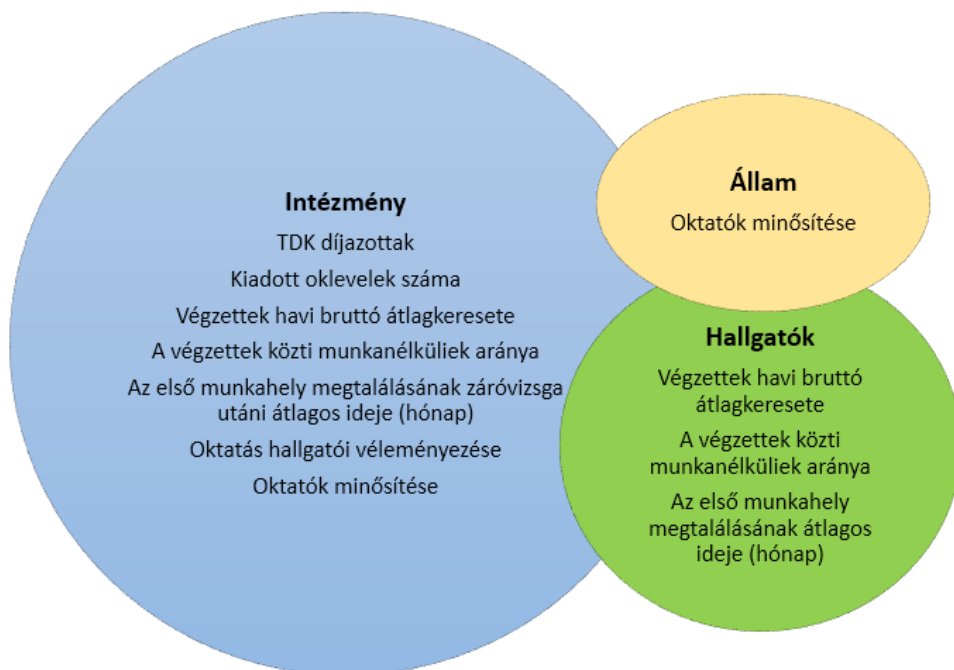 Intézmény
TDK díjazottak
Kiadott oklevelek száma
Végzettek havi bruttó átlagkeresete
A végzettek közti munkanélküliek aránya
Az első munkahely megtalálásának záróvizsga
utáni átlagos ideje (hónap)
Oktatás hallgatói véleményezése
Oktatók minősítése
Állam
Oktatók minősítése
Hallgatók
Végzettek havi bruttó
átlagkeresete
A végzettek közti
munkanélküliek aránya
Az első munkahely
megtalálásának átlagos
ideje (hónap)